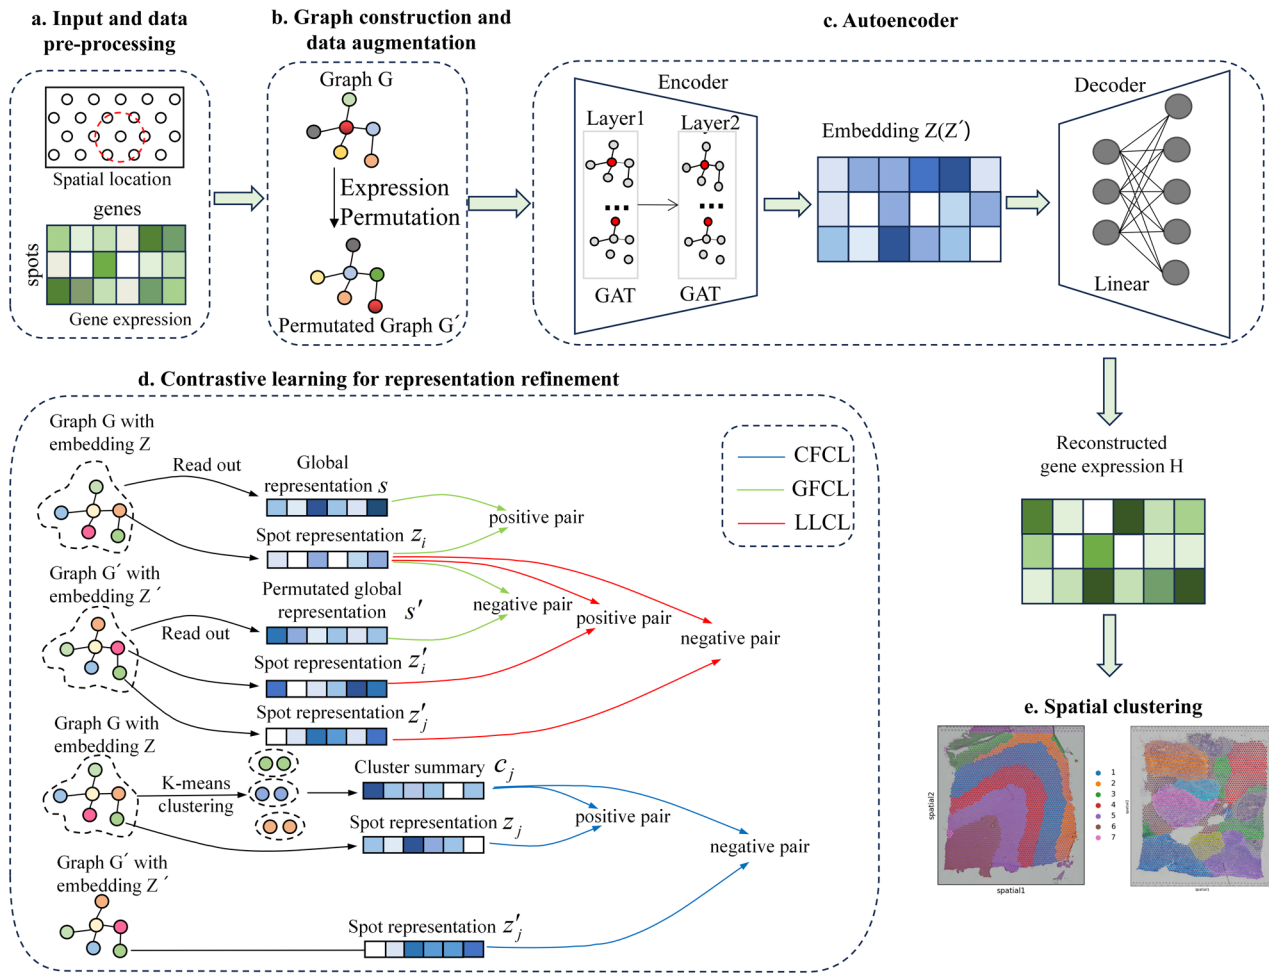 a. Input and data
pre-processing
Spatial location
genes
spots
Gene expression
b. Graph construction and
data augmentation
Graph G
Expression
Permutation
Permutated Graph G´
c. Autoencoder
Encoder
Layer1
Layer2
GAT
GAT
Embedding Z(Z´)
Decoder
Linear
Reconstructed
gene expression H
d. Contrastive learning for representation refinement
Graph G with
embedding Z
Read out
Global
representation s
Spot representation z_i
positive pair
Graph G´ with
embedding Z´
Read out
Permutated global
representation s′
negative pair
positive pair
negative pair
Spot representation z′_i
Spot representation z′_j
CFCL
GFCL
LLCL
Graph G with
embedding Z
K-means
clustering
Cluster summary c_j
Spot representation z_j
positive pair
negative pair
Graph G´ with
embedding Z´
Spot representation z′_j
e. Spatial clustering
spatial2
spatial1
1
2
3
4
5
6
7
spatial2
spatial1